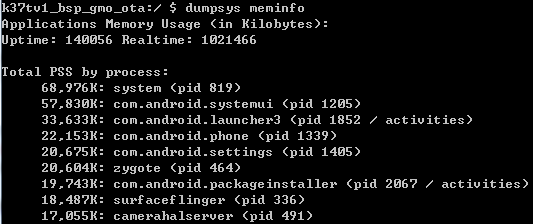 k37tv1_bsp_gmo_ota:/ $ dumpsys meminfo
Applications Memory Usage (in Kilobytes):
Uptime: 140056 Realtime: 1021466
Total PSS by process:
68,976K: system (pid 819)
57,830K: com.android.systemui (pid 1205)
33,633K: com.android.launcher3 (pid 1852 / activities)
22,153K: com.android.phone (pid 1339)
20,675K: com.android.settings (pid 1405)
20,604K: zygote (pid 464)
19,743K: com.android.packageinstaller (pid 2067 / activities)
18,487K: surfaceflinger (pid 336)
17,055K: camerahalserver (pid 491)